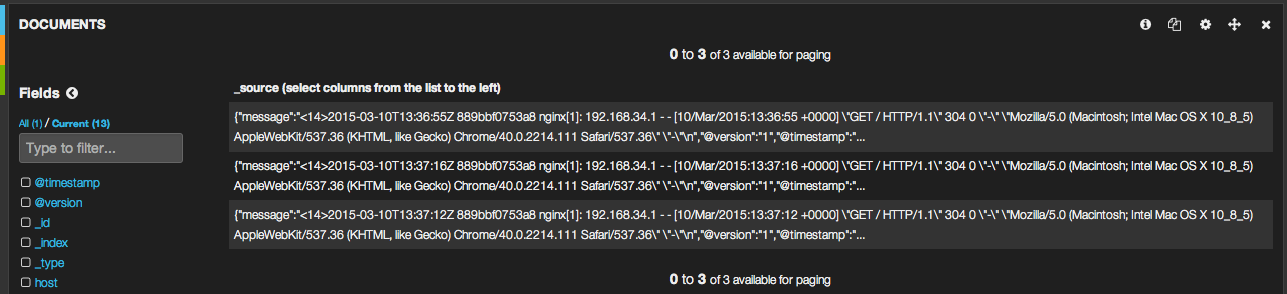 DOCUMENTS
0 to 3 of 3 available for paging
Fields
All (1) / Current (13)
Type to filter...
@timestamp
@version
_id
_index
_type
host
_source (select columns from the list to the left)
{"message":"<14>2015-03-10T13:36:55Z 889bbf0753a8 nginx[1]: 192.168.34.1 - - [10/Mar/2015:13:36:55 +0000] \"GET / HTTP/1.1\" 304 0 \"-\" \"Mozilla/5.0 (Macintosh; Intel Mac OS X 10_8_5)
AppleWebKit/537.36 (KHTML, like Gecko) Chrome/40.0.2214.111 Safari/537.36\" \"-\"\n","@version":"1","@timestamp":"...
{"message":"<14>2015-03-10T13:37:16Z 889bbf0753a8 nginx[1]: 192.168.34.1 - - [10/Mar/2015:13:37:16 +0000] \"GET / HTTP/1.1\" 304 0 \"-\" \"Mozilla/5.0 (Macintosh; Intel Mac OS X 10_8_5)
AppleWebKit/537.36 (KHTML, like Gecko) Chrome/40.0.2214.111 Safari/537.36\" \"-\"\n","@version":"1","@timestamp":"...
{"message":"<14>2015-03-10T13:37:12Z 889bbf0753a8 nginx[1]: 192.168.34.1 - - [10/Mar/2015:13:37:12 +0000] \"GET / HTTP/1.1\" 304 0 \"-\" \"Mozilla/5.0 (Macintosh; Intel Mac OS X 10_8_5)
AppleWebKit/537.36 (KHTML, like Gecko) Chrome/40.0.2214.111 Safari/537.36\" \"-\"\n","@version":"1","@timestamp":"...
0 to 3 of 3 available for paging